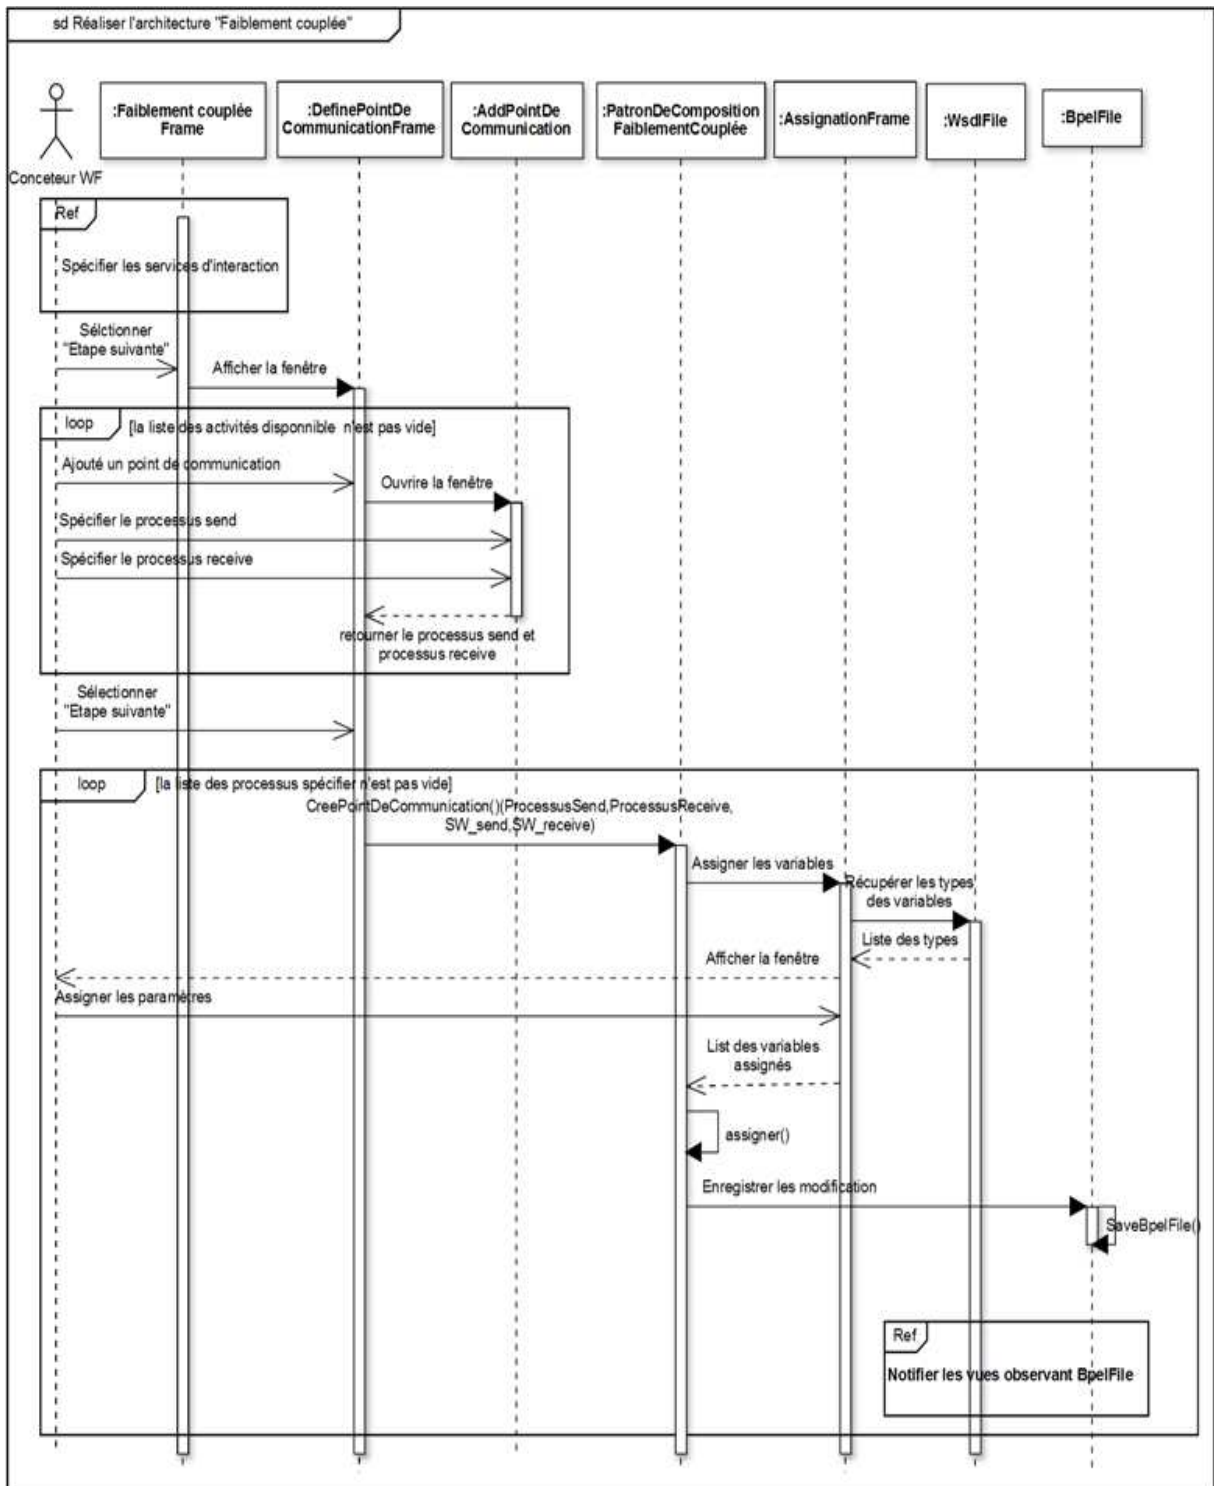 sd Réaliser l'architecture "Faiblement couplée"
Conceteur WF
:Faiblement couplée
Frame
:DefinePointDe
CommunicationFrame
:AddPointDe
Communication
:PatronDeComposition
FaiblementCouplée
:AssignationFrame
:WsdlFile
:BpelFile
Ref
Spécifier les services d'interaction
Sélctionner
"Etape suivante"
Afficher la fenêtre
loop
[la liste des activités disponnible n'est pas vide]
Ajouté un point de communication
Ouvrire la fenêtre
Spécifier le processus send
Spécifier le processus receive
retourner le processus send et
processus receive
Sélectionner
"Etape suivante"
loop
[la liste des processus spécifier n'est pas vide]
CreePointDeCommunication()(ProcessusSend,ProcessusReceive,
SW_send,SW_receive)
Assigner les variables
Récupérer les types
des variables
Liste des types
Afficher la fenêtre
Assigner les paramètres
List des variables
assignés
assigner()
Enregistrer les modification
SaveBpelFile()
Ref
Notifier les vues observant BpelFile